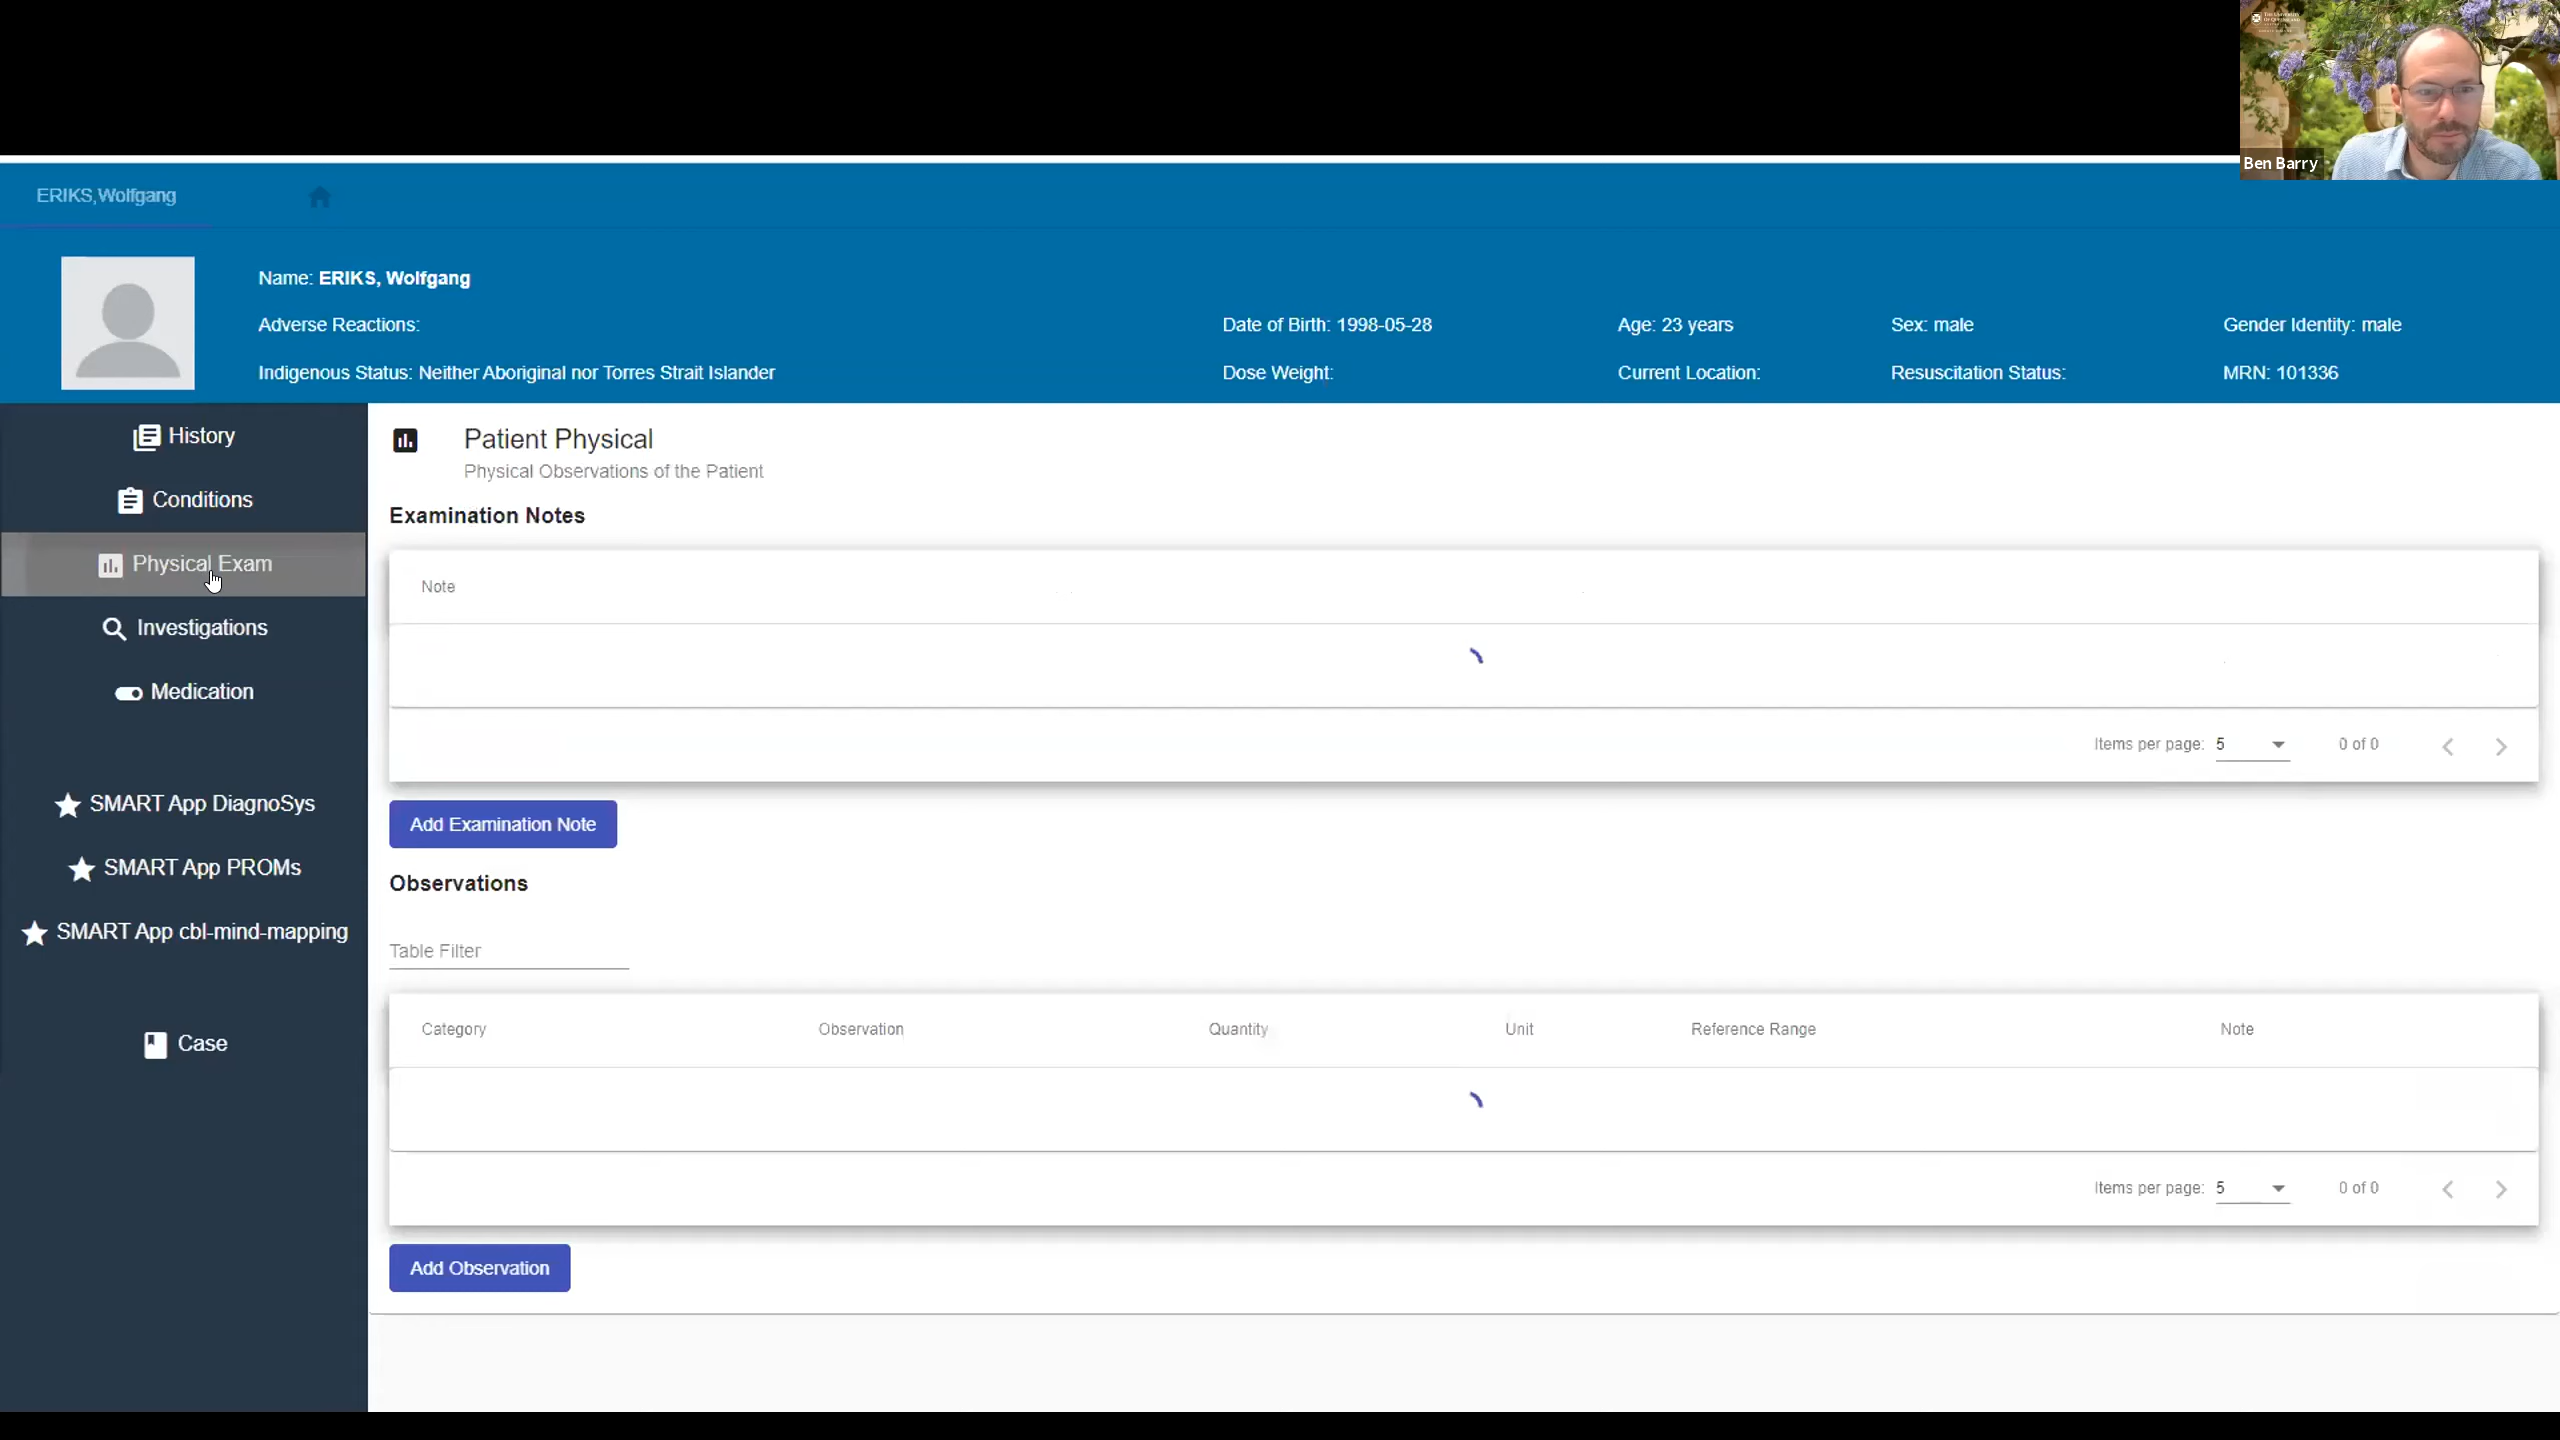 Ben Barry
ERIKS,Wolfgang
Name: ERIKS, Wolfgang
Adverse Reactions:
Date of Birth: 1998-05-28
Age: 23 years
Sex: male
Gender Identity: male
Indigenous Status: Neither Aboriginal nor Torres Strait Islander
Dose Weight:
Current Location:
Resuscitation Status:
MRN: 101336
History
Conditions
Physical Exam
Investigations
Medication
SMART App DiagnoSys
SMART App PROMs
SMART App cbl-mind-mapping
Case
Patient Physical
Physical Observations of the Patient
Examination Notes
Note
Items per page: 5
0 of 0
Add Examination Note
Observations
Table Filter
Category
Observation
Quantity
Unit
Reference Range
Note
Items per page: 5
0 of 0
Add Observation